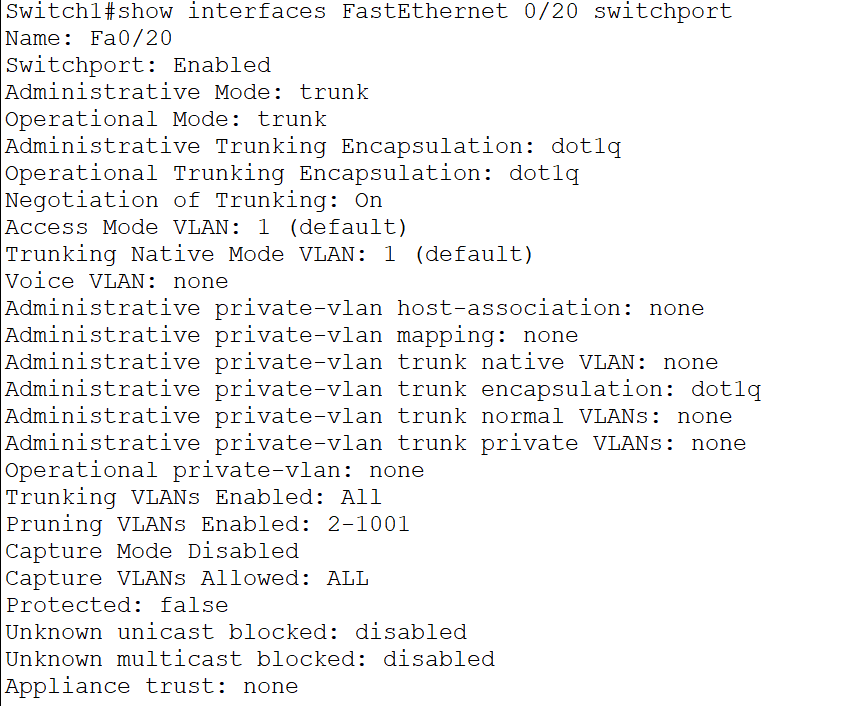 Switch1#show interfaces FastEthernet 0/20 switchport
Name: Fa0/20
Switchport: Enabled
Administrative Mode: trunk
Operational Mode: trunk
Administrative Trunking Encapsulation: dot1q
Operational Trunking Encapsulation: dot1q
Negotiation of Trunking: On
Access Mode VLAN: 1 (default)
Trunking Native Mode VLAN: 1 (default)
Voice VLAN: none
Administrative private-vlan host-association: none
Administrative private-vlan mapping: none
Administrative private-vlan trunk native VLAN: none
Administrative private-vlan trunk encapsulation: dot1q
Administrative private-vlan trunk normal VLANs: none
Administrative private-vlan trunk private VLANs: none
Operational private-vlan: none
Trunking VLANs Enabled: All
Pruning VLANs Enabled: 2-1001
Capture Mode Disabled
Capture VLANs Allowed: ALL
Protected: false
Unknown unicast blocked: disabled
Unknown multicast blocked: disabled
Appliance trust: none